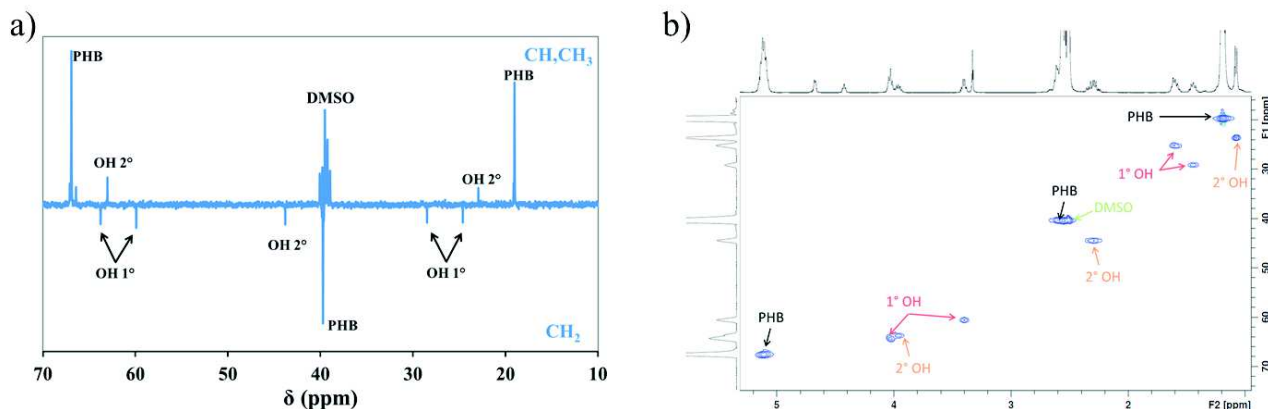 a)
PHB
CH,CH3
PHB
DMSO
OH 2°
OH 2°
OH 2°
OH 1°
OH 1°
PHB
CH2
70 60 50 40 30 20 10
δ (ppm)
b)
F1 [ppm]
30 40 50 60 70
PHB
1° OH
2° OH
PHB
DMSO
2° OH
1° OH
PHB
2° OH
5 4 3 2 F2 [ppm]